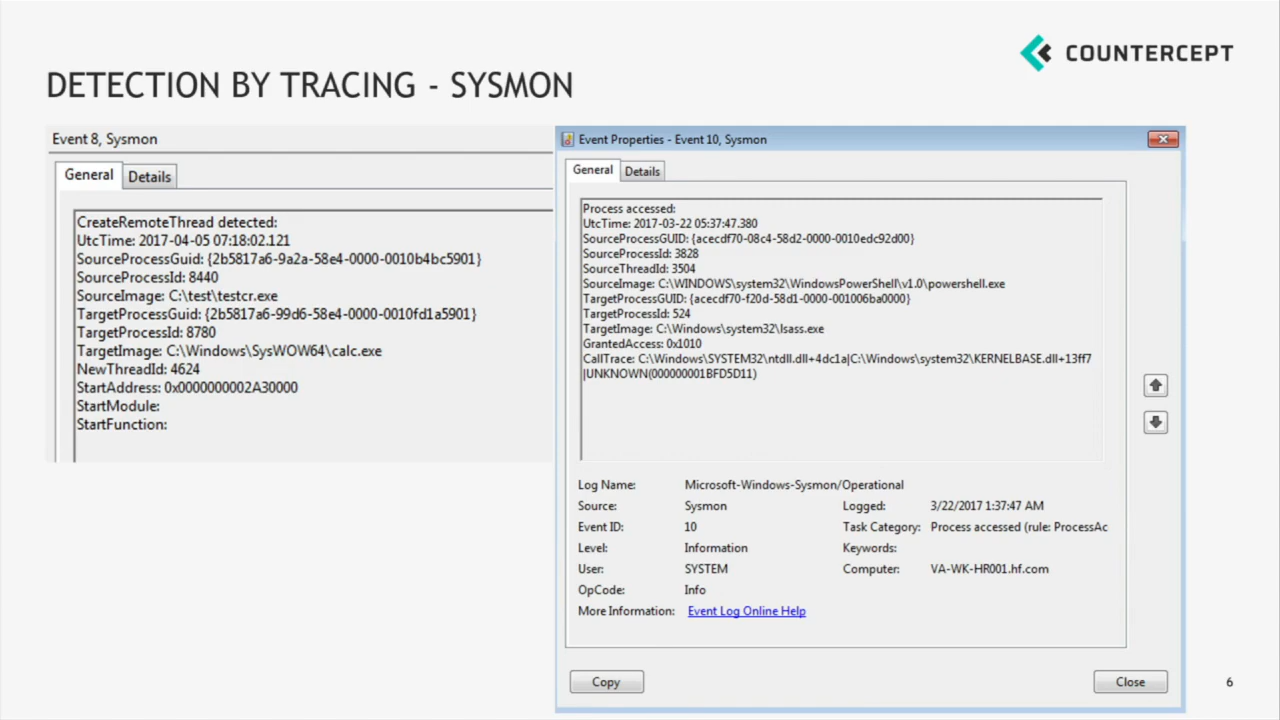 COUNTERCEPT
DETECTION BY TRACING - SYSMON
Event 8, Sysmon
General
Details
CreateRemoteThread detected:
UtcTime: 2017-04-05 07:18:02.121
SourceProcessGuid: {2b5817a6-9a2a-58e4-0000-0010b4bc5901}
SourceProcessId: 8440
SourceImage: C:\test\testcr.exe
TargetProcessGuid: {2b5817a6-99d6-58e4-0000-0010fd1a5901}
TargetProcessId: 8780
TargetImage: C:\Windows\SysWOW64\calc.exe
NewThreadId: 4624
StartAddress: 0x0000000002A30000
StartModule:
StartFunction:
Event Properties - Event 10, Sysmon
General
Details
Process accessed:
UtcTime: 2017-03-22 05:37:47.380
SourceProcessGUID: {acecdf70-08c4-58d2-0000-0010edc92d00}
SourceProcessId: 3828
SourceThreadId: 3504
SourceImage: C:\WINDOWS\system32\WindowsPowerShell\v1.0\powershell.exe
TargetProcessGUID: {acecdf70-f20d-58d1-0000-001006ba0000}
TargetProcessId: 524
TargetImage: C:\Windows\system32\lsass.exe
GrantedAccess: 0x1010
CallTrace: C:\Windows\SYSTEM32\ntdll.dll+4dc1a|C:\Windows\system32\KERNELBASE.dll+13ff7
|UNKNOWN(000000001BFD5D11)
Log Name: Microsoft-Windows-Sysmon/Operational
Source: Sysmon Logged: 3/22/2017 1:37:47 AM
Event ID: 10 Task Category: Process accessed (rule: ProcessAc
Level: Information Keywords:
User: SYSTEM Computer: VA-WK-HR001.hf.com
OpCode: Info
More Information: Event Log Online Help
Copy
Close
6